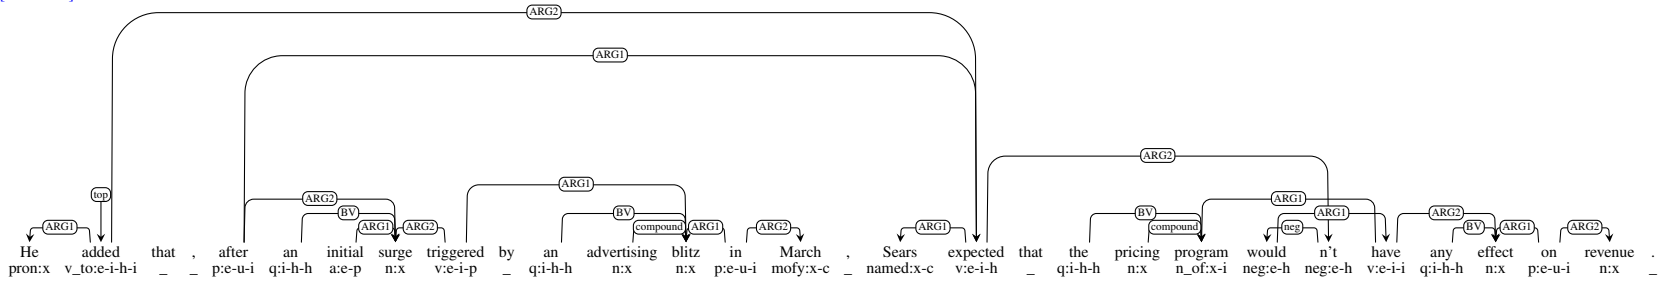 ARG2
ARG1
ARG2
top
ARG2 ARG1 ARG1
BV BV BV ARG1 ARG2
ARG1 ARG1 ARG2 compound ARG1 ARG2 ARG1 compound neg BV ARG1 ARG2
He added that , after an initial surge triggered by an advertising blitz in March , Sears expected that the pricing program would n't have any effect on revenue .
pron:x v_to:e-i-h-i _ _ p:e-u-i q:i-h-h a:e-p n:x v:e-i-p _ q:i-h-h n:x n:x p:e-u-i mofy:x-c _ named:x-c v:e-i-h _ q:i-h-h n:x n_of:x-i neg:e-h neg:e-h v:e-i-i q:i-h-h n:x p:e-u-i n:x _